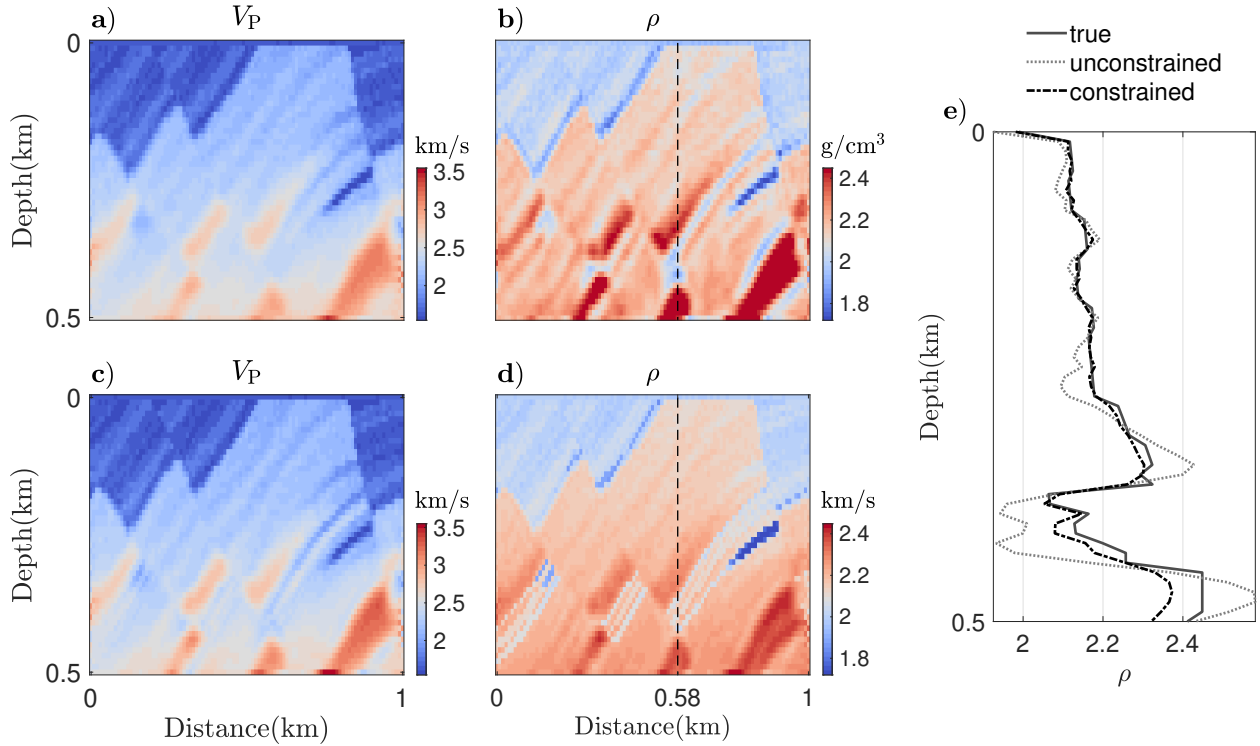 a) V_P
b) ρ
0
Depth(km)
0.5
km/s
3.5
3
2.5
2
g/cm³
2.4
2.2
2
1.8
c) V_P
d) ρ
0
Depth(km)
0.5
0
1
Distance(km)
km/s
3.5
3
2.5
2
0
0.58
1
Distance(km)
km/s
2.4
2.2
2
1.8
true
unconstrained
constrained
e)
0
Depth(km)
0.5
2
2.2
2.4
ρ